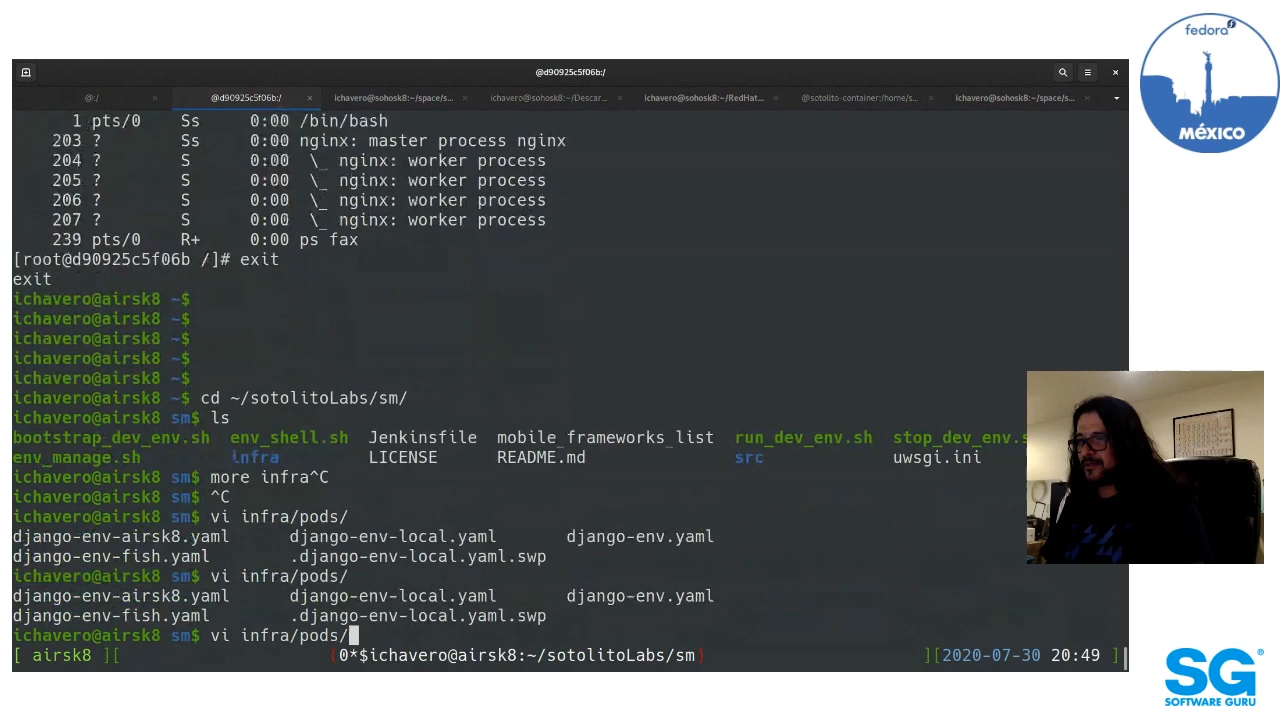 fedora
MÉXICO
@d90925c5f06b:/
@:/ × @d90925c5f06b:/ × ichavero@sohosk8:~/space/s... × ichavero@sohosk8:~/Descar... × ichavero@sohosk8:~/RedHat... × @sotolito-container:/home/s... × ichavero@sohosk8:~/space/s... ×
1 pts/0 Ss 0:00 /bin/bash
203 ? Ss 0:00 nginx: master process nginx
204 ? S 0:00 \_ nginx: worker process
205 ? S 0:00 \_ nginx: worker process
206 ? S 0:00 \_ nginx: worker process
207 ? S 0:00 \_ nginx: worker process
239 pts/0 R+ 0:00 ps fax
[root@d90925c5f06b /]# exit
exit
ichavero@airsk8 ~$
ichavero@airsk8 ~$
ichavero@airsk8 ~$
ichavero@airsk8 ~$
ichavero@airsk8 ~$
ichavero@airsk8 ~$ cd ~/sotolitoLabs/sm/
ichavero@airsk8 sm$ ls
bootstrap_dev_env.sh env_shell.sh Jenkinsfile mobile_frameworks_list run_dev_env.sh stop_dev_env.s
env_manage.sh infra LICENSE README.md src uwsgi.ini
ichavero@airsk8 sm$ more infra^C
ichavero@airsk8 sm$ ^C
ichavero@airsk8 sm$ vi infra/pods/
django-env-airsk8.yaml django-env-local.yaml django-env.yaml
django-env-fish.yaml .django-env-local.yaml.swp
ichavero@airsk8 sm$ vi infra/pods/
django-env-airsk8.yaml django-env-local.yaml django-env.yaml
django-env-fish.yaml .django-env-local.yaml.swp
ichavero@airsk8 sm$ vi infra/pods/
[ airsk8 ][ (0*$ichavero@airsk8:~/sotolitoLabs/sm) ][2020-07-30 20:49 ]
SG®
SOFTWARE GURU